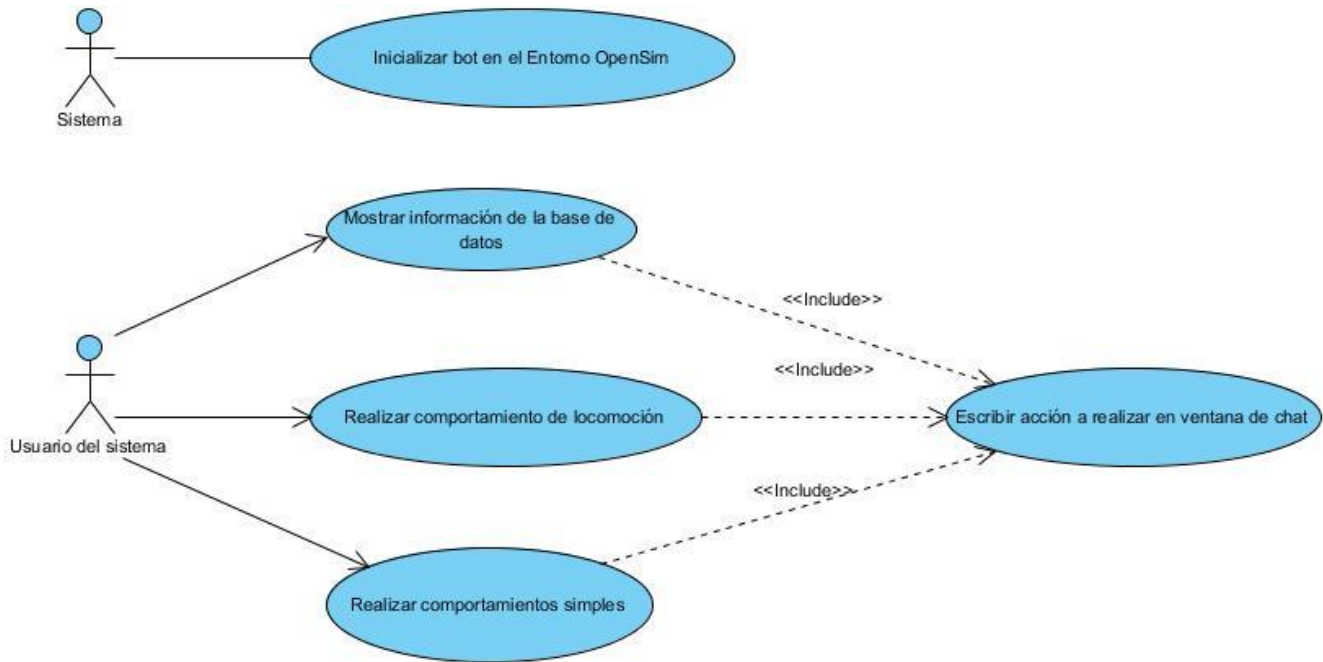 Inicializar bot en el Entorno OpenSim
Sistema
Mostrar información de la base de
datos
<<Include>>
<<Include>>
Realizar comportamiento de locomoción
Escribir acción a realizar en ventana de chat
Usuario del sistema
<<Include>>
Realizar comportamientos simples